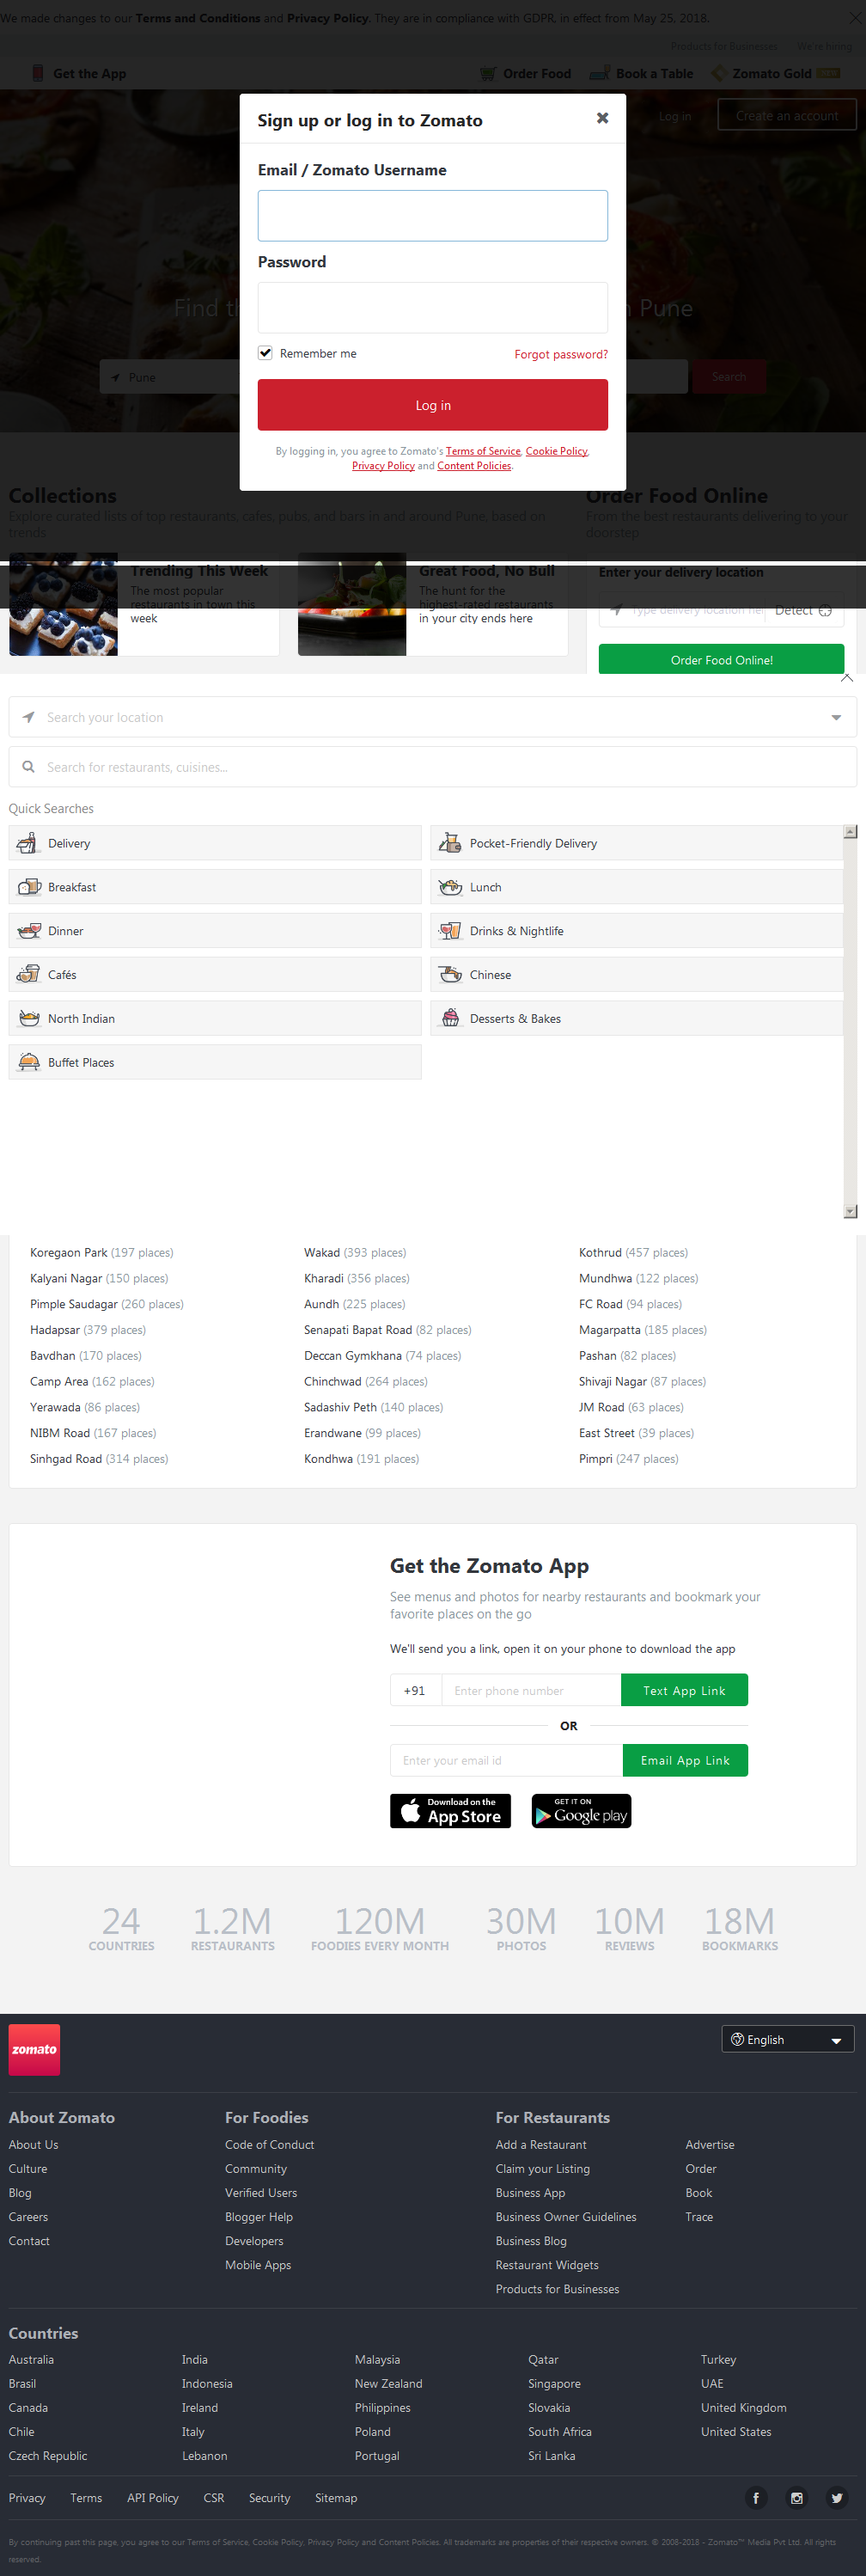 We made changes to our Terms and Conditions and Privacy Policy. They are in compliance with GDPR, in effect from May 25, 2018.
Products for Businesses We're hiring
Get the App Order Food Book a Table Zomato Gold
Log in Create an account
Sign up or log in to Zomato
Email / Zomato Username
Password
Find th
n Pune
Remember me Forgot password?
Pune
Search
Log in
By logging in, you agree to Zomato's Terms of Service, Cookie Policy,
Privacy Policy and Content Policies.
Collections
Explore curated lists of top restaurants, cafes, pubs, and bars in and around Pune, based on
trends
Order Food Online
From the best restaurants delivering to your
doorstep
Trending This Week
The most popular
restaurants in town this
week
Great Food, No Bull
The hunt for the
highest-rated restaurants
in your city ends here
Enter your delivery location
Type delivery location her Detect
Order Food Online!
Search your location
Search for restaurants, cuisines...
Quick Searches
Delivery Pocket-Friendly Delivery
Breakfast Lunch
Dinner Drinks & Nightlife
Cafés Chinese
North Indian Desserts & Bakes
Buffet Places
Koregaon Park (197 places) Wakad (393 places) Kothrud (457 places)
Kalyani Nagar (150 places) Kharadi (356 places) Mundhwa (122 places)
Pimple Saudagar (260 places) Aundh (225 places) FC Road (94 places)
Hadapsar (379 places) Senapati Bapat Road (82 places) Magarpatta (185 places)
Bavdhan (170 places) Deccan Gymkhana (74 places) Pashan (82 places)
Camp Area (162 places) Chinchwad (264 places) Shivaji Nagar (87 places)
Yerawada (86 places) Sadashiv Peth (140 places) JM Road (63 places)
NIBM Road (167 places) Erandwane (99 places) East Street (39 places)
Sinhgad Road (314 places) Kondhwa (191 places) Pimpri (247 places)
Get the Zomato App
See menus and photos for nearby restaurants and bookmark your
favorite places on the go
We'll send you a link, open it on your phone to download the app
+91 Enter phone number Text App Link
OR
Enter your email id Email App Link
Download on the App Store GET IT ON Google play
24 1.2M 120M 30M 10M 18M
COUNTRIES RESTAURANTS FOODIES EVERY MONTH PHOTOS REVIEWS BOOKMARKS
zomato English
About Zomato For Foodies For Restaurants
About Us Code of Conduct Add a Restaurant Advertise
Culture Community Claim your Listing Order
Blog Verified Users Business App Book
Careers Blogger Help Business Owner Guidelines Trace
Contact Developers Business Blog
Mobile Apps Restaurant Widgets
Products for Businesses
Countries
Australia India Malaysia Qatar Turkey
Brasil Indonesia New Zealand Singapore UAE
Canada Ireland Philippines Slovakia United Kingdom
Chile Italy Poland South Africa United States
Czech Republic Lebanon Portugal Sri Lanka
Privacy Terms API Policy CSR Security Sitemap
By continuing past this page, you agree to our Terms of Service, Cookie Policy, Privacy Policy and Content Policies. All trademarks are properties of their respective owners. © 2008-2018 - Zomato™ Media Pvt Ltd. All rights
reserved.